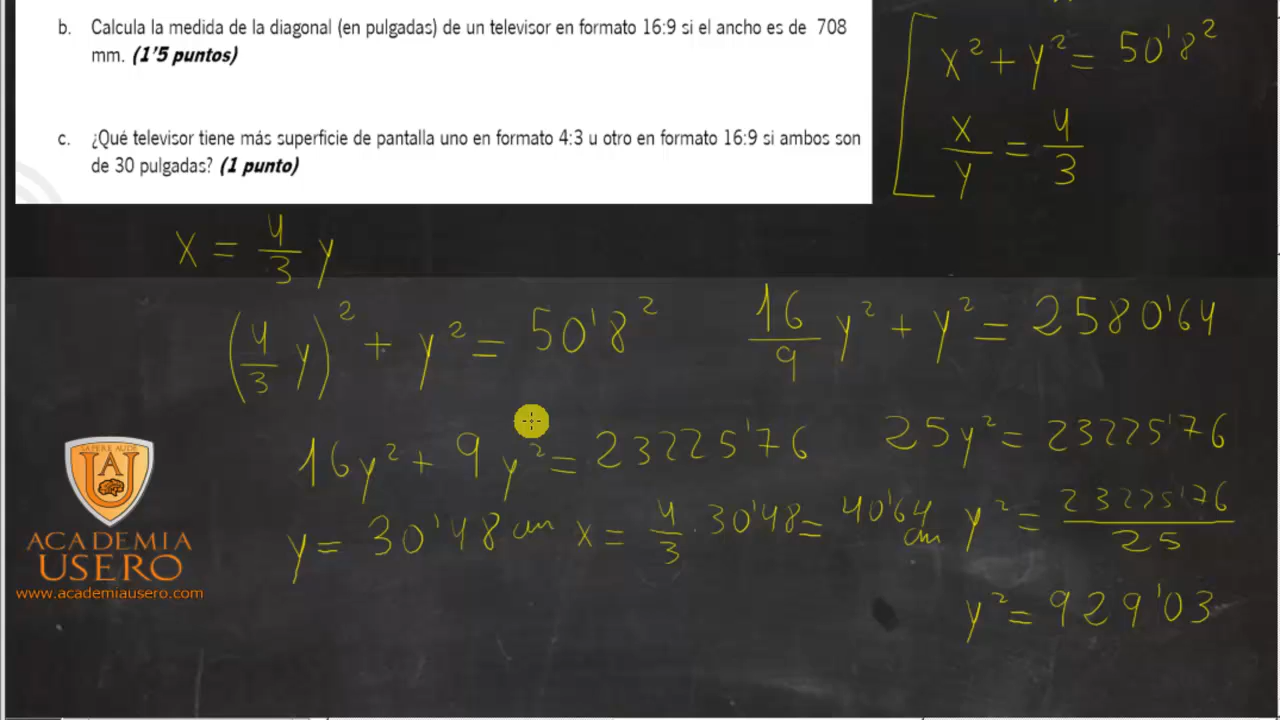 b. Calcula la medida de la diagonal (en pulgadas) de un televisor en formato 16:9 si el ancho es de 708
mm. (1'5 puntos)
c. ¿Qué televisor tiene más superficie de pantalla uno en formato 4:3 u otro en formato 16:9 si ambos son
de 30 pulgadas? (1 punto)
x² + y² = 50'8²
x/y = 4/3
x = 4/3 y
(4/3 y)² + y² = 50'8²
16/9 y² + y² = 2580'64
16y² + 9y² = 23225'76
25y² = 23225'76
y = 30'48 cm
x = 4/3 · 30'48 = 40'64 cm
y² = 23225'76/25
y² = 929'03
SAPERE AUDE
UA
ACADEMIA
USERO
www.academiausero.com